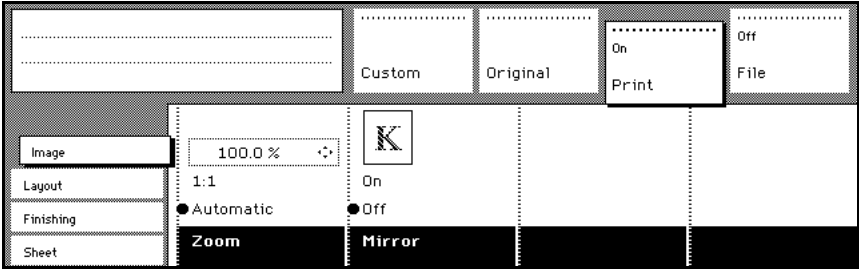 Custom
Original
On
Print
Off
File
Image
Layout
Finishing
Sheet
100.0 %
1:1
Automatic
Zoom
K
On
Off
Mirror